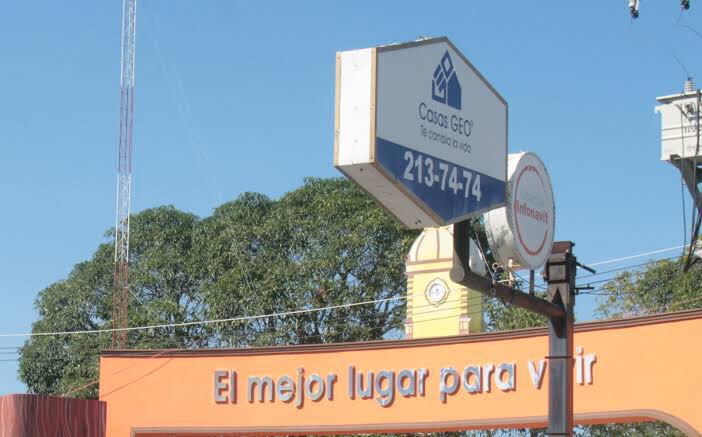 Casas GEO®
Te cambia la vida
213-74-74
Infonavit
El mejor lugar para vivir